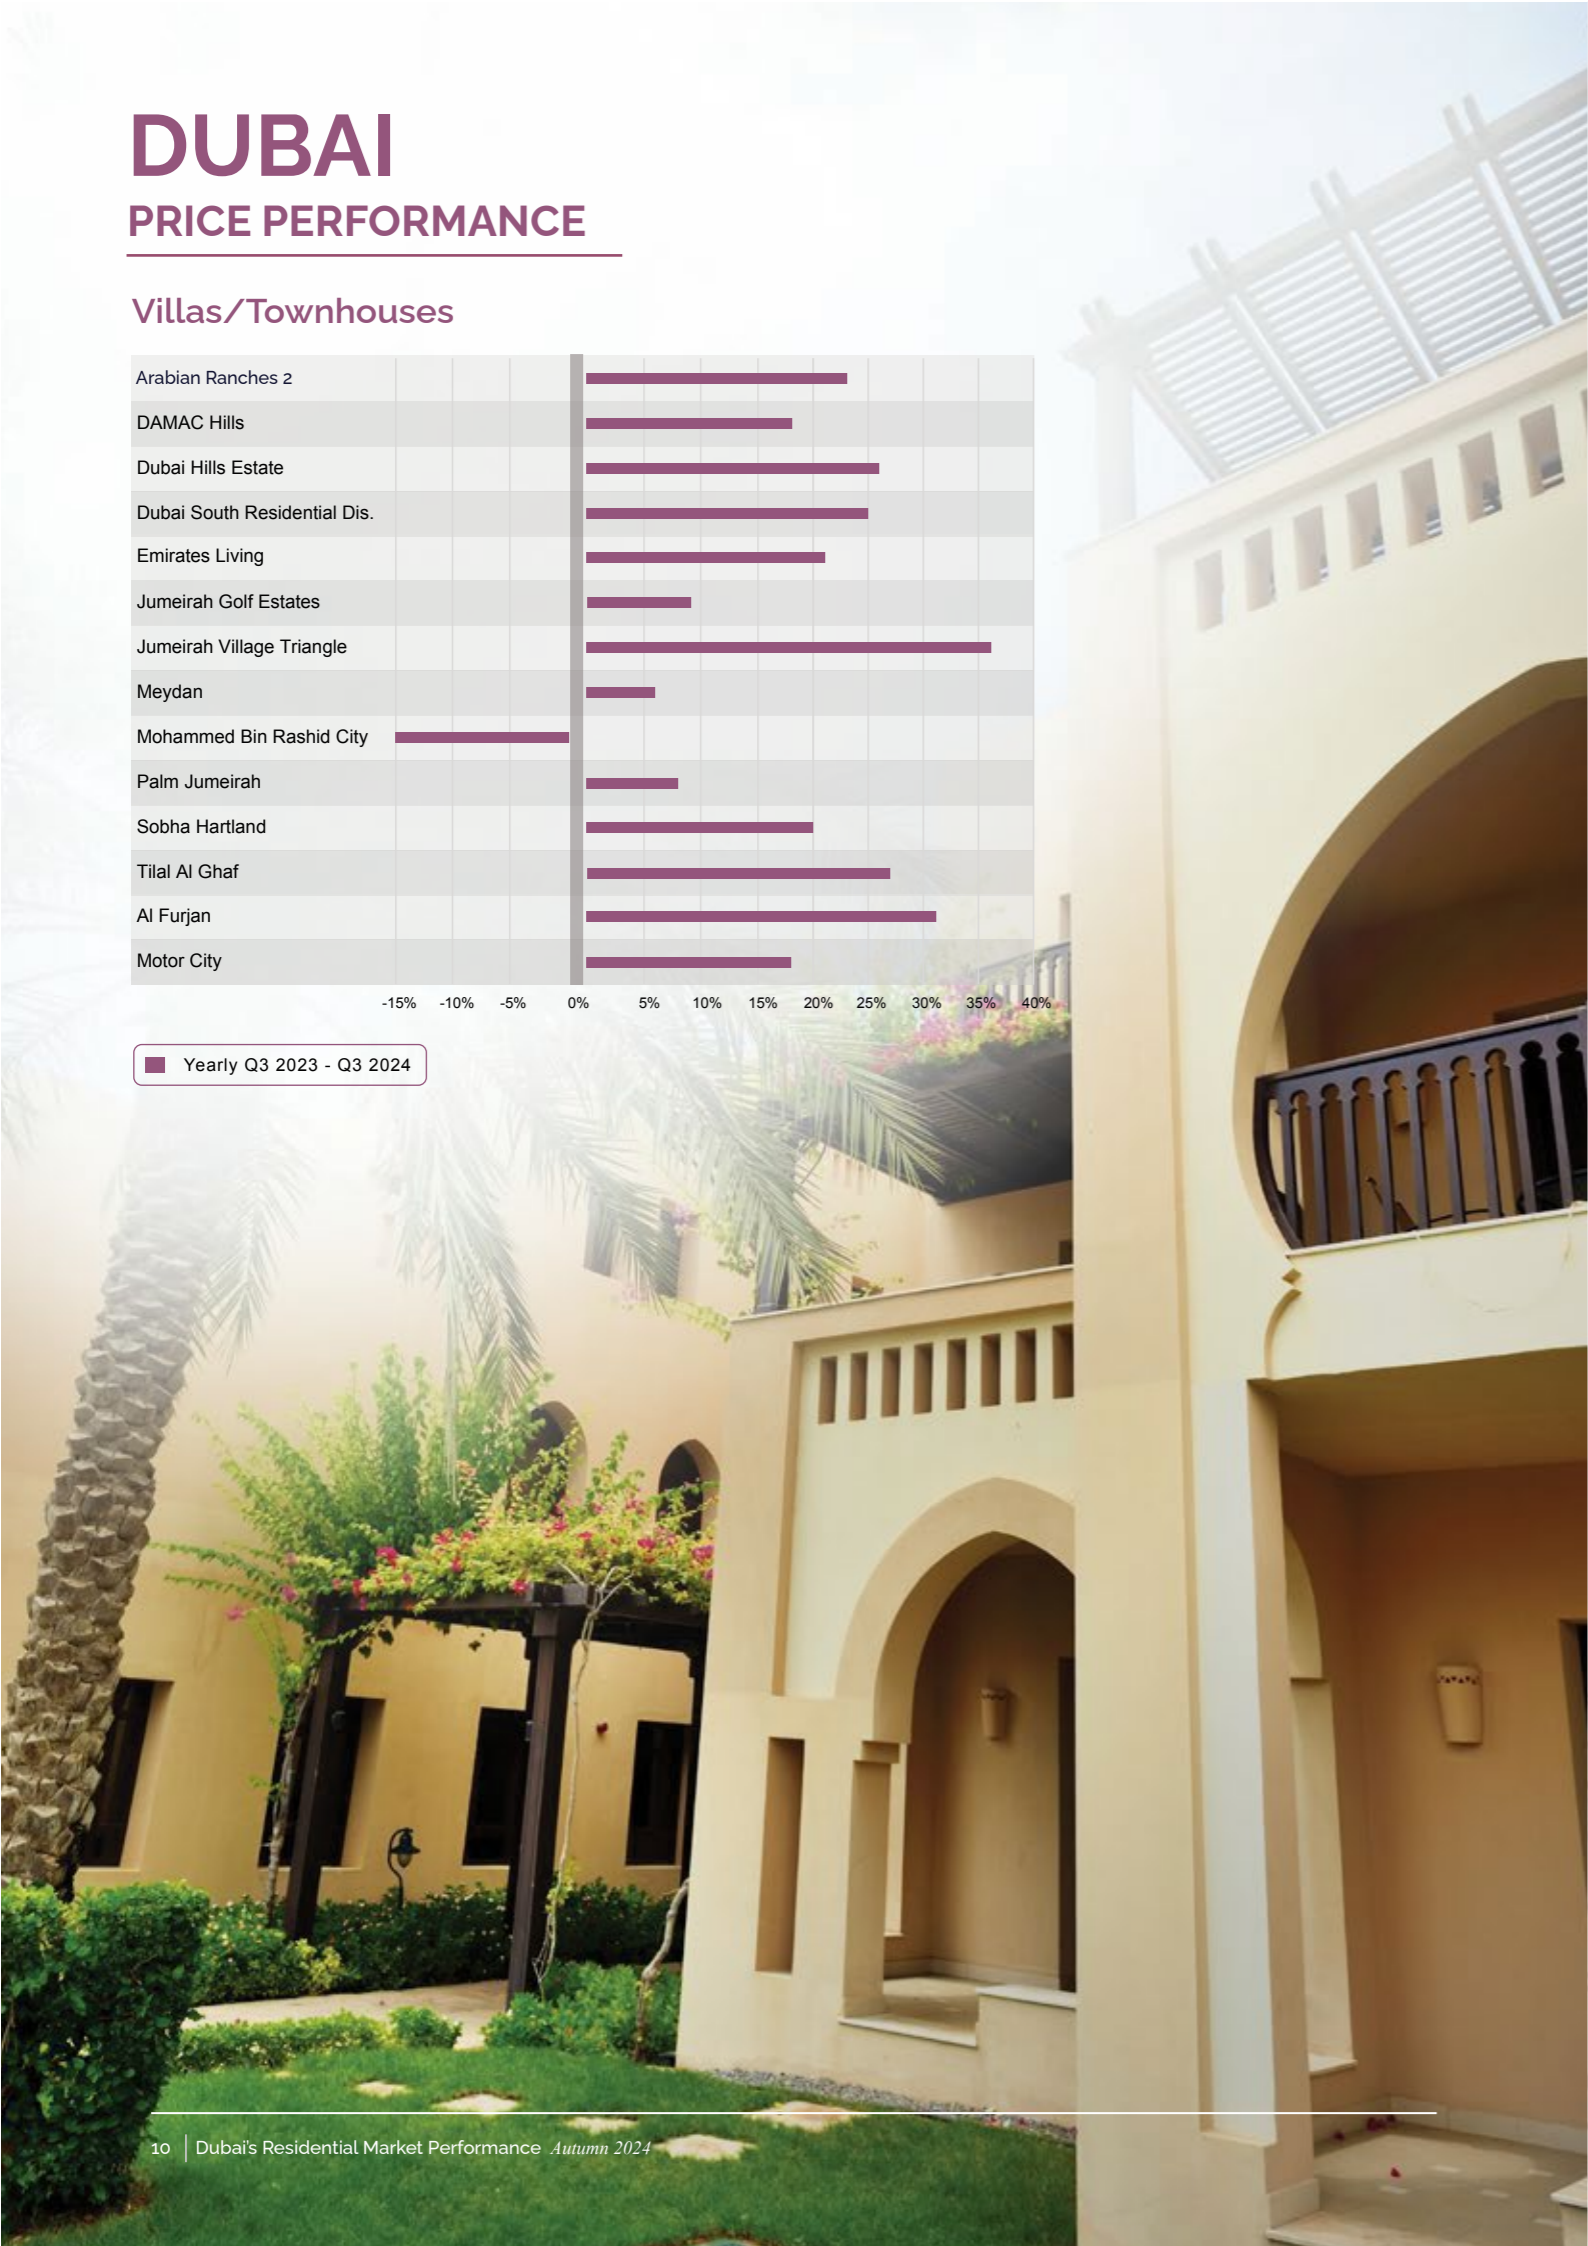 DUBAI
PRICE PERFORMANCE
Villas/Townhouses
Arabian Ranches 2
DAMAC Hills
Dubai Hills Estate
Dubai South Residential Dis.
Emirates Living
Jumeirah Golf Estates
Jumeirah Village Triangle
Meydan
Mohammed Bin Rashid City
Palm Jumeirah
Sobha Hartland
Tilal Al Ghaf
Al Furjan
Motor City
-15% -10% -5% 0% 5% 10% 15% 20% 25% 30% 35% 40%
Yearly Q3 2023 - Q3 2024
10 | Dubai's Residential Market Performance Autumn 2024